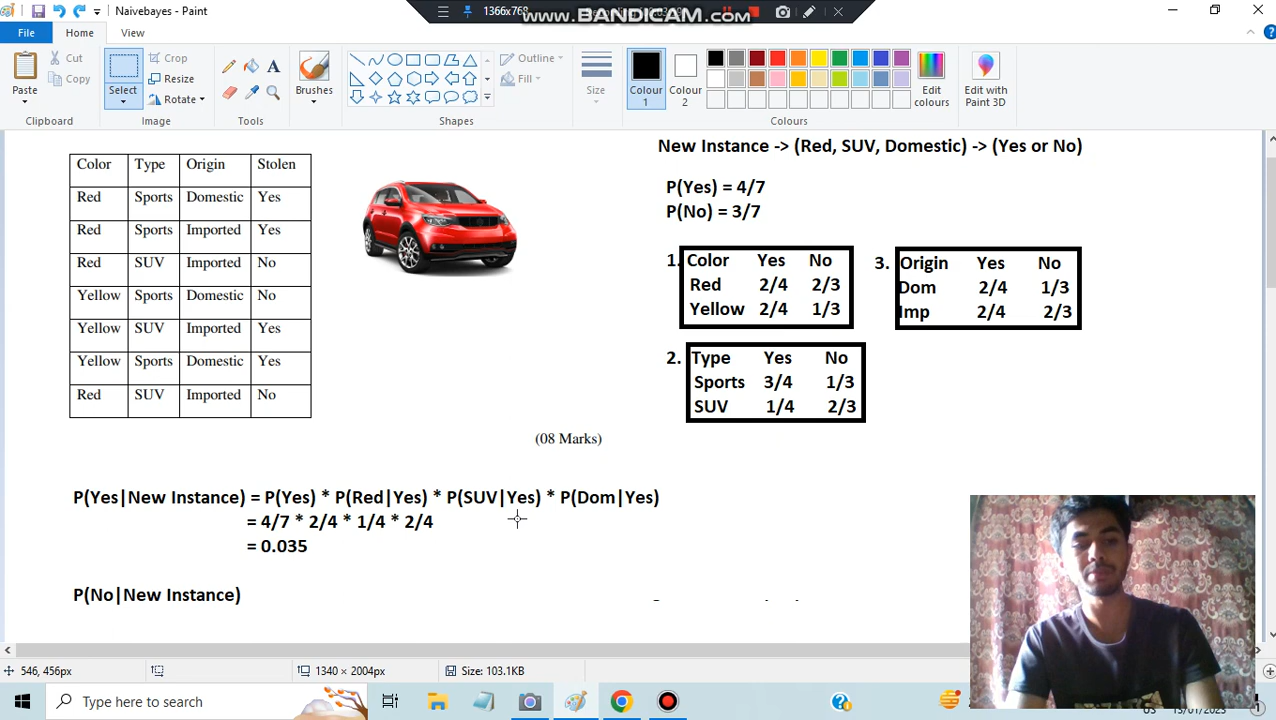 Naivebayes - Paint
1366x768
www.BANDICAM.com
File Home View
Paste
Cut
Copy
Clipboard
Select
Crop
Resize
Rotate
Image
Tools
Brushes
Shapes
Outline
Fill
Size
Colour 1
Colour 2
Edit colours
Colours
Edit with Paint 3D
Color Type Origin Stolen
Red Sports Domestic Yes
Red Sports Imported Yes
Red SUV Imported No
Yellow Sports Domestic No
Yellow SUV Imported Yes
Yellow Sports Domestic Yes
Red SUV Imported No
(08 Marks)
New Instance -> (Red, SUV, Domestic) -> (Yes or No)
P(Yes) = 4/7
P(No) = 3/7
1. Color Yes No
Red 2/4 2/3
Yellow 2/4 1/3
3. Origin Yes No
Dom 2/4 1/3
Imp 2/4 2/3
2. Type Yes No
Sports 3/4 1/3
SUV 1/4 2/3
P(Yes|New Instance) = P(Yes) * P(Red|Yes) * P(SUV|Yes) * P(Dom|Yes)
= 4/7 * 2/4 * 1/4 * 2/4
= 0.035
P(No|New Instance)
546, 456px
1340 × 2004px
Size: 103.1KB
Type here to search
US
13/01/2023